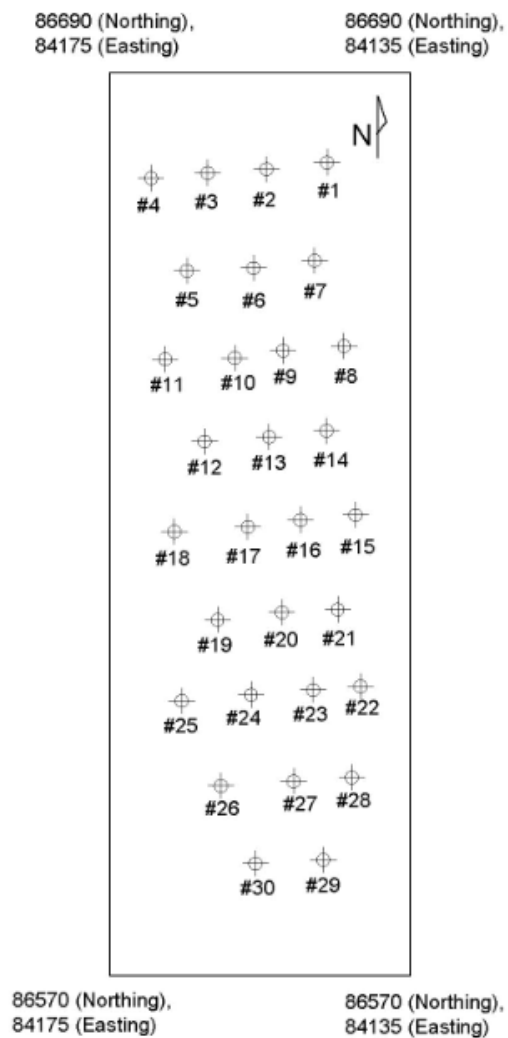 86690 (Northing), 86690 (Northing),
84175 (Easting) 84135 (Easting)
N
#4 #3 #2 #1
#5 #6 #7
#11 #10 #9 #8
#12 #13 #14
#18 #17 #16 #15
#19 #20 #21
#25 #24 #23 #22
#26 #27 #28
#30 #29
86570 (Northing), 86570 (Northing),
84175 (Easting) 84135 (Easting)